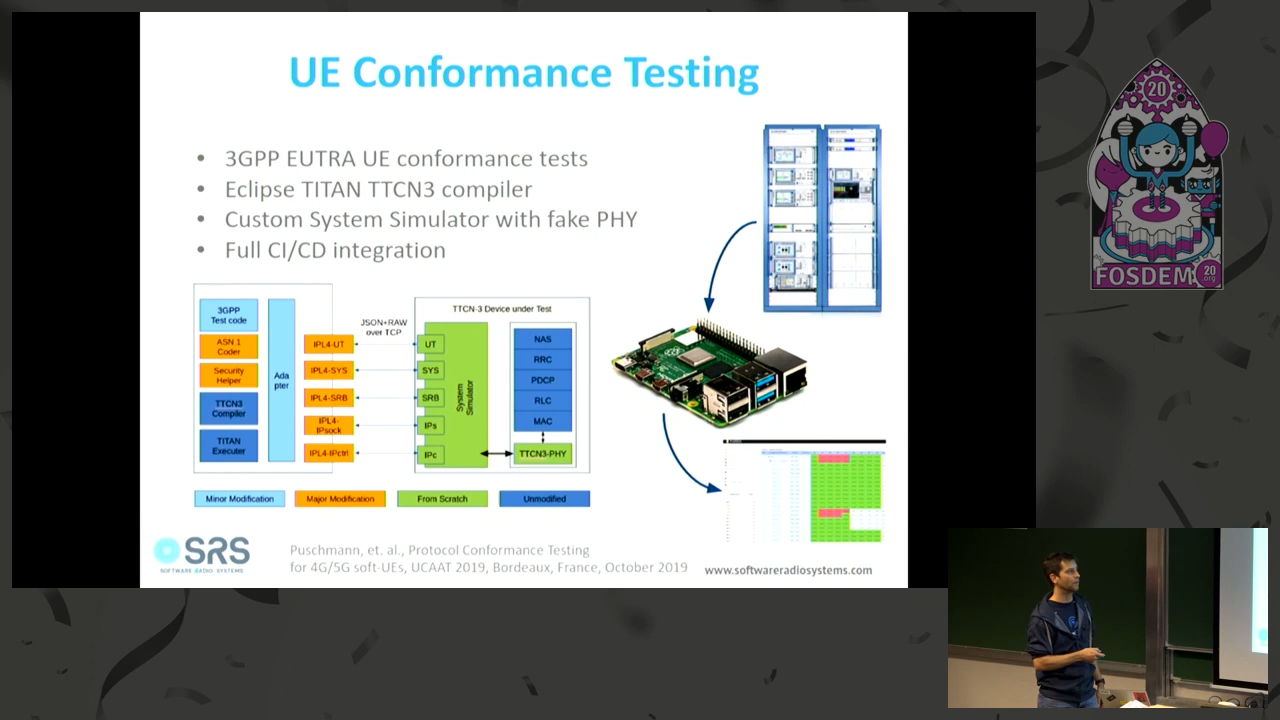 UE Conformance Testing
• 3GPP EUTRA UE conformance tests
• Eclipse TITAN TTCN3 compiler
• Custom System Simulator with fake PHY
• Full CI/CD integration
3GPP
Test code
ASN.1
Coder
Security
Helper
TTCN3
Compiler
TITAN
Executer
Ada
pter
IPL4-UT
IPL4-SYS
IPL4-SRB
IPL4-
IPsock
IPL4-IPctrl
JSON+RAW
over TCP
TTCN-3 Device under Test
UT
SYS
SRB
IPs
IPc
System
Simulator
NAS
RRC
PDCP
RLC
MAC
TTCN3-PHY
Minor Modification
Major Modification
From Scratch
Unmodified
SRS
SOFTWARE RADIO SYSTEMS
Puschmann, et. al., Protocol Conformance Testing
for 4G/5G soft-UEs, UCAAT 2019, Bordeaux, France, October 2019
www.softwareradiosystems.com
20
FOSDEM
20
.org